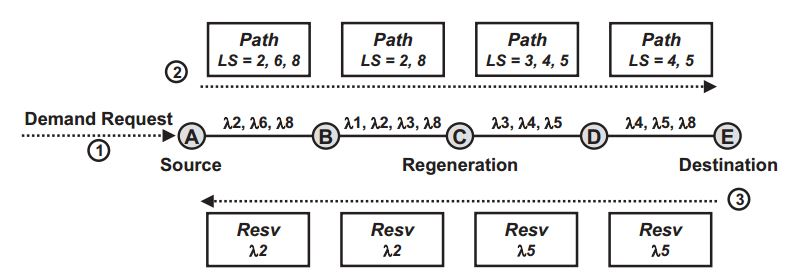 Path
LS = 2, 6, 8
Path
LS = 2, 8
Path
LS = 3, 4, 5
Path
LS = 4, 5
2
Demand Request
1
A
λ2, λ6, λ8
B
λ1, λ2, λ3, λ8
C
λ3, λ4, λ5
D
λ4, λ5, λ8
E
Source
Regeneration
Destination
3
Resv
λ2
Resv
λ2
Resv
λ5
Resv
λ5